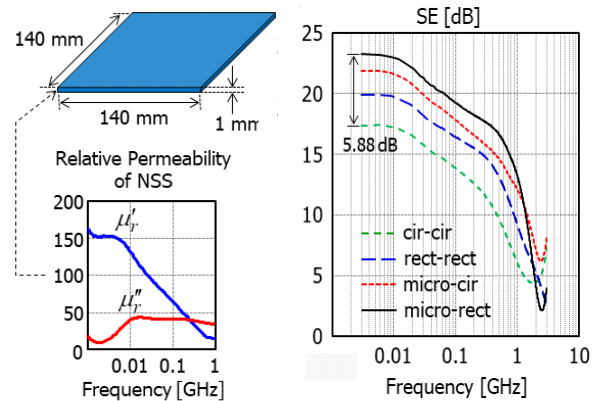 140 mm
140 mm
1 mm
Relative Permeability
of NSS
200
150
100
50
0
μ′r
μ″r
0.01 0.1 1
Frequency [GHz]
SE [dB]
25
20
15
10
5
0
5.88 dB
cir-cir
rect-rect
micro-cir
micro-rect
0.01 0.1 1 10
Frequency [GHz]